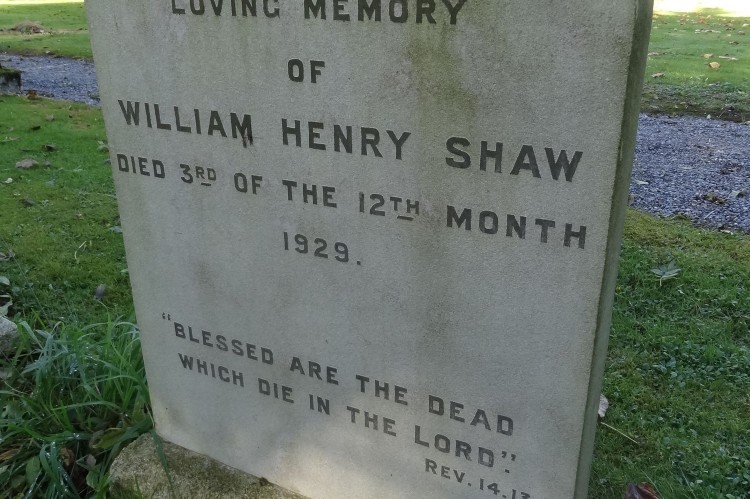 LOVING MEMORY
OF
WILLIAM HENRY SHAW
DIED 3RD OF THE 12TH MONTH
1929.
"BLESSED ARE THE DEAD
WHICH DIE IN THE LORD".
REV. 14.13